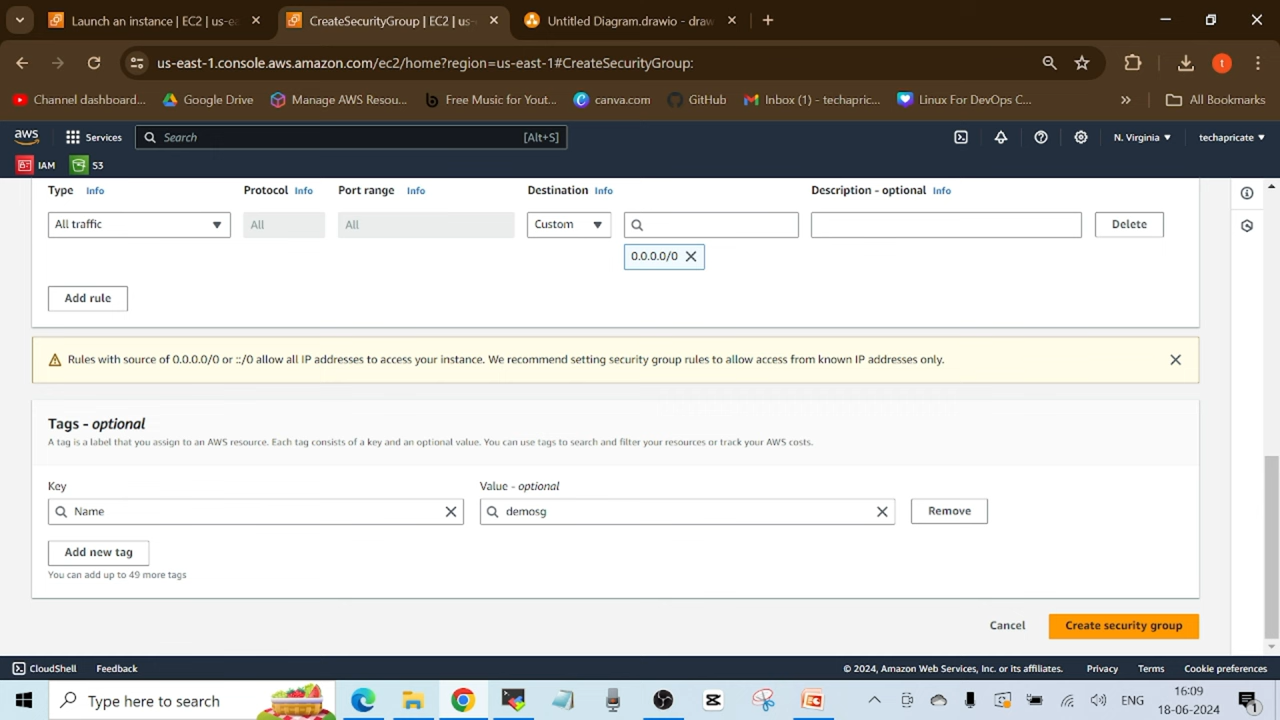 Launch an instance | EC2 | us-ea
CreateSecurityGroup | EC2 | us-
Untitled Diagram.drawio - draw
us-east-1.console.aws.amazon.com/ec2/home?region=us-east-1#CreateSecurityGroup:
t
Channel dashboard...
Google Drive
Manage AWS Resou...
Free Music for Yout...
canva.com
GitHub
Inbox (1) - techapric...
Linux For DevOps C...
»
All Bookmarks
aws
Services
Search
[Alt+S]
N. Virginia
techapricate
IAM
S3
Type Info
Protocol Info
Port range Info
Destination Info
Description - optional Info
All traffic
All
All
Custom
Delete
0.0.0.0/0
Add rule
Rules with source of 0.0.0.0/0 or ::/0 allow all IP addresses to access your instance. We recommend setting security group rules to allow access from known IP addresses only.
Tags - optional
A tag is a label that you assign to an AWS resource. Each tag consists of a key and an optional value. You can use tags to search and filter your resources or track your AWS costs.
Key
Value - optional
Name
demosg
Remove
Add new tag
You can add up to 49 more tags
Cancel
Create security group
CloudShell
Feedback
© 2024, Amazon Web Services, Inc. or its affiliates.
Privacy
Terms
Cookie preferences
Type here to search
ENG
16:09
18-06-2024
1